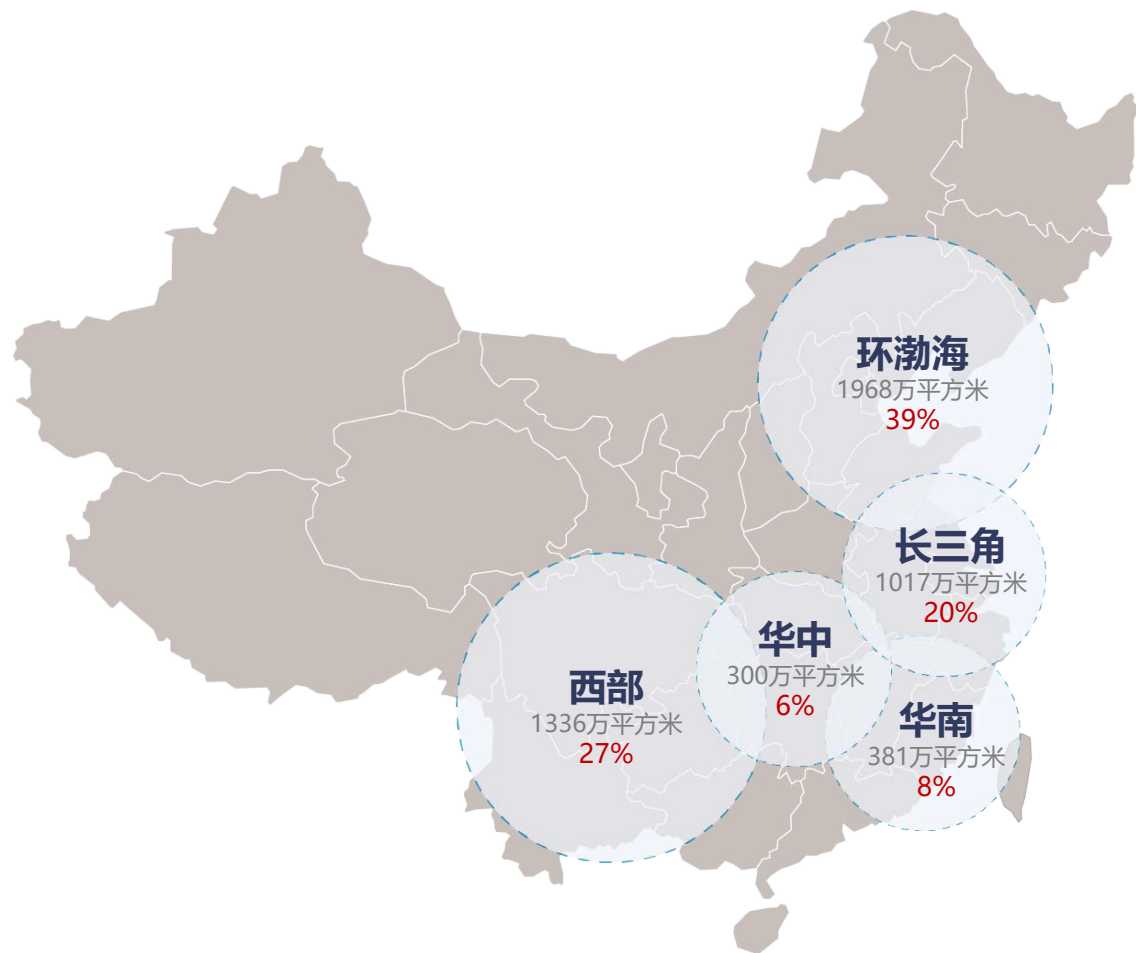 环渤海
1968万平方米
39%
长三角
1017万平方米
20%
华中
300万平方米
6%
西部
1336万平方米
27%
华南
381万平方米
8%